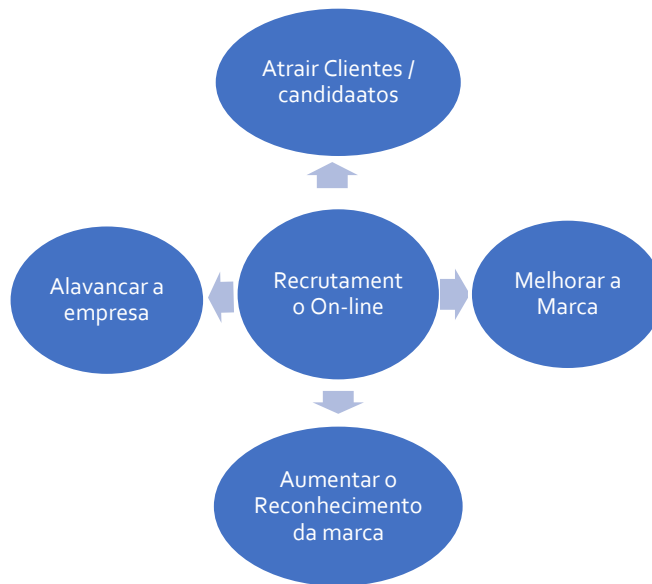 Atrair Clientes /
candidaatos
Alavancar a
empresa
Recrutament
o On-line
Melhorar a
Marca
Aumentar o
Reconhecimento
da marca